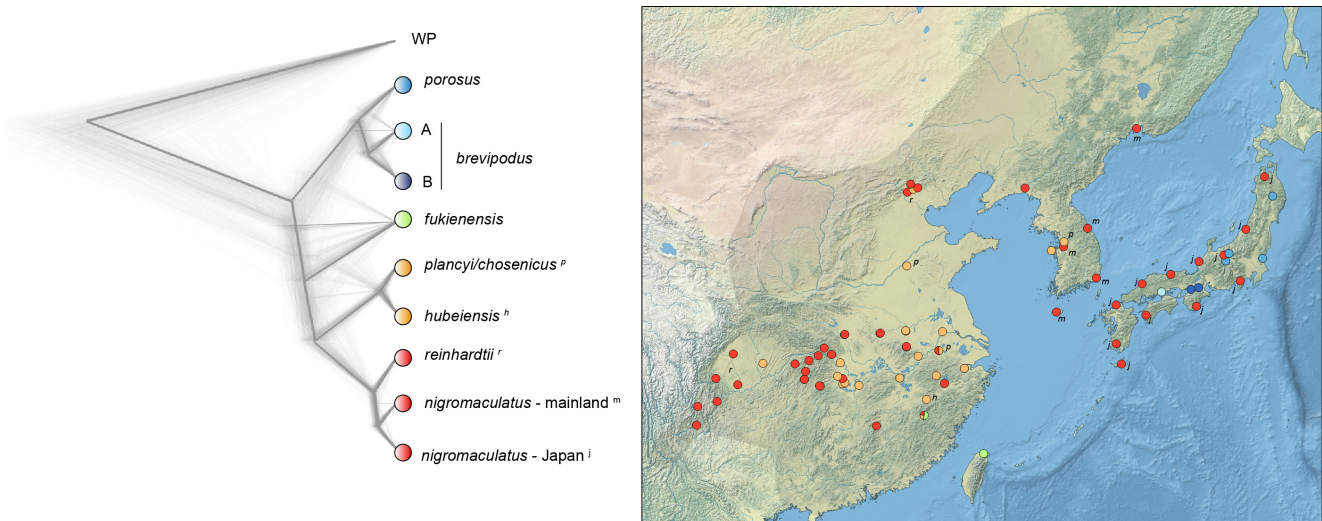 WP
porosus
A
brevipodus
B
fukienensis
plancyi/chosenicus p
hubeiensis h
reinhardtii r
nigromaculatus - mainland m
nigromaculatus - Japan j
m
r
j
p
m
m
j
p
m
j
j
j
j
j
m
j
j
j
p
j
r
j
h